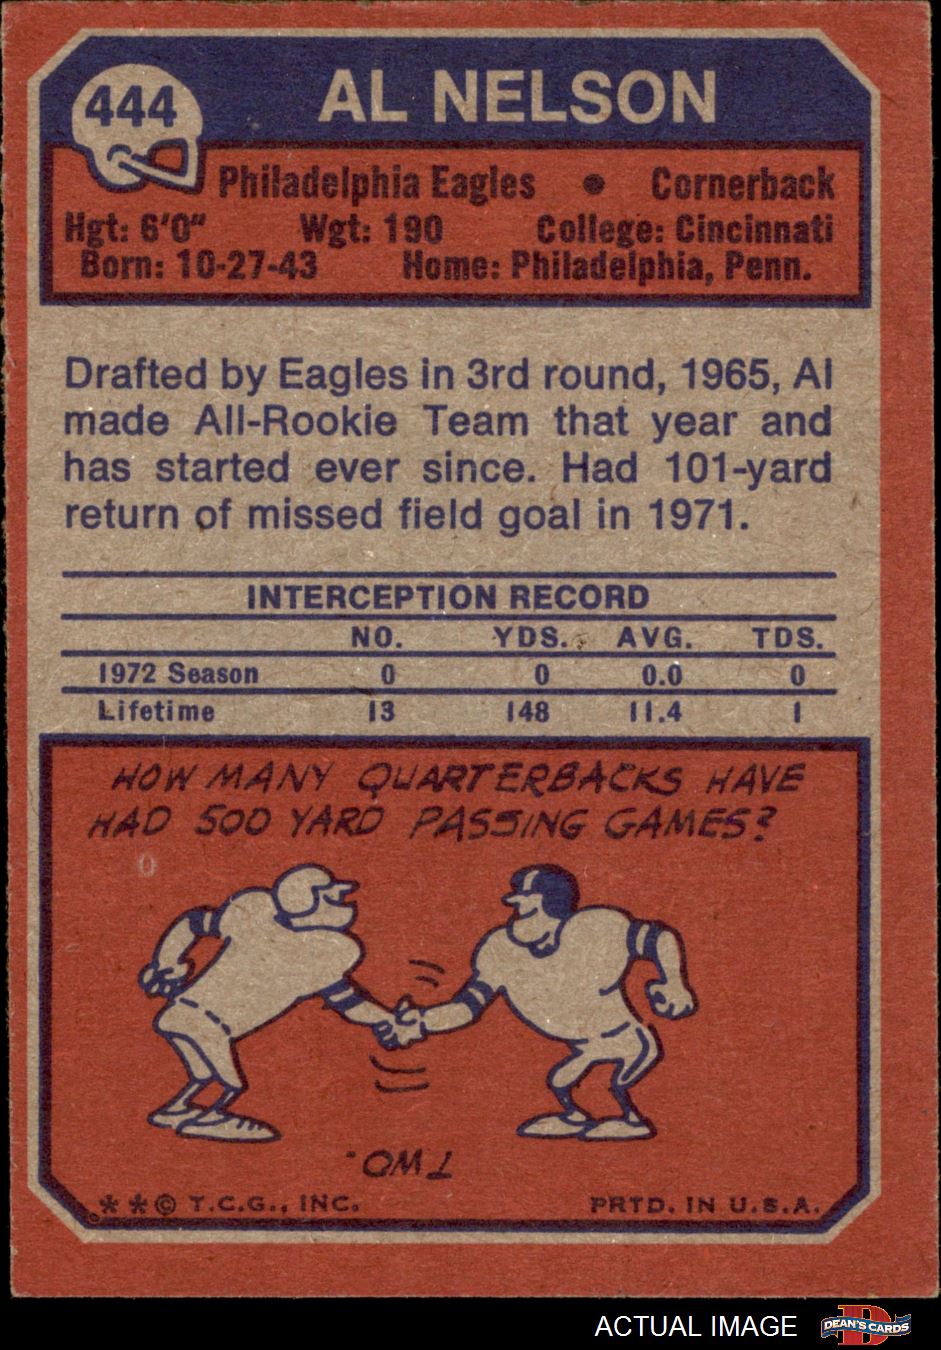 444
AL NELSON
Philadelphia Eagles • Cornerback
Hgt: 6'0" Wgt: 190 College: Cincinnati
Born: 10-27-43 Home: Philadelphia, Penn.
Drafted by Eagles in 3rd round, 1965, Al
made All-Rookie Team that year and
has started ever since. Had 101-yard
return of missed field goal in 1971.
INTERCEPTION RECORD
NO. YDS. AVG. TDS.
1972 Season 0 0 0.0 0
Lifetime 13 148 11.4 1
HOW MANY QUARTERBACKS HAVE
HAD 500 YARD PASSING GAMES?
TWO.
**© T.C.G., INC. PRTD. IN U.S.A.
ACTUAL IMAGE DEAN'S CARDS